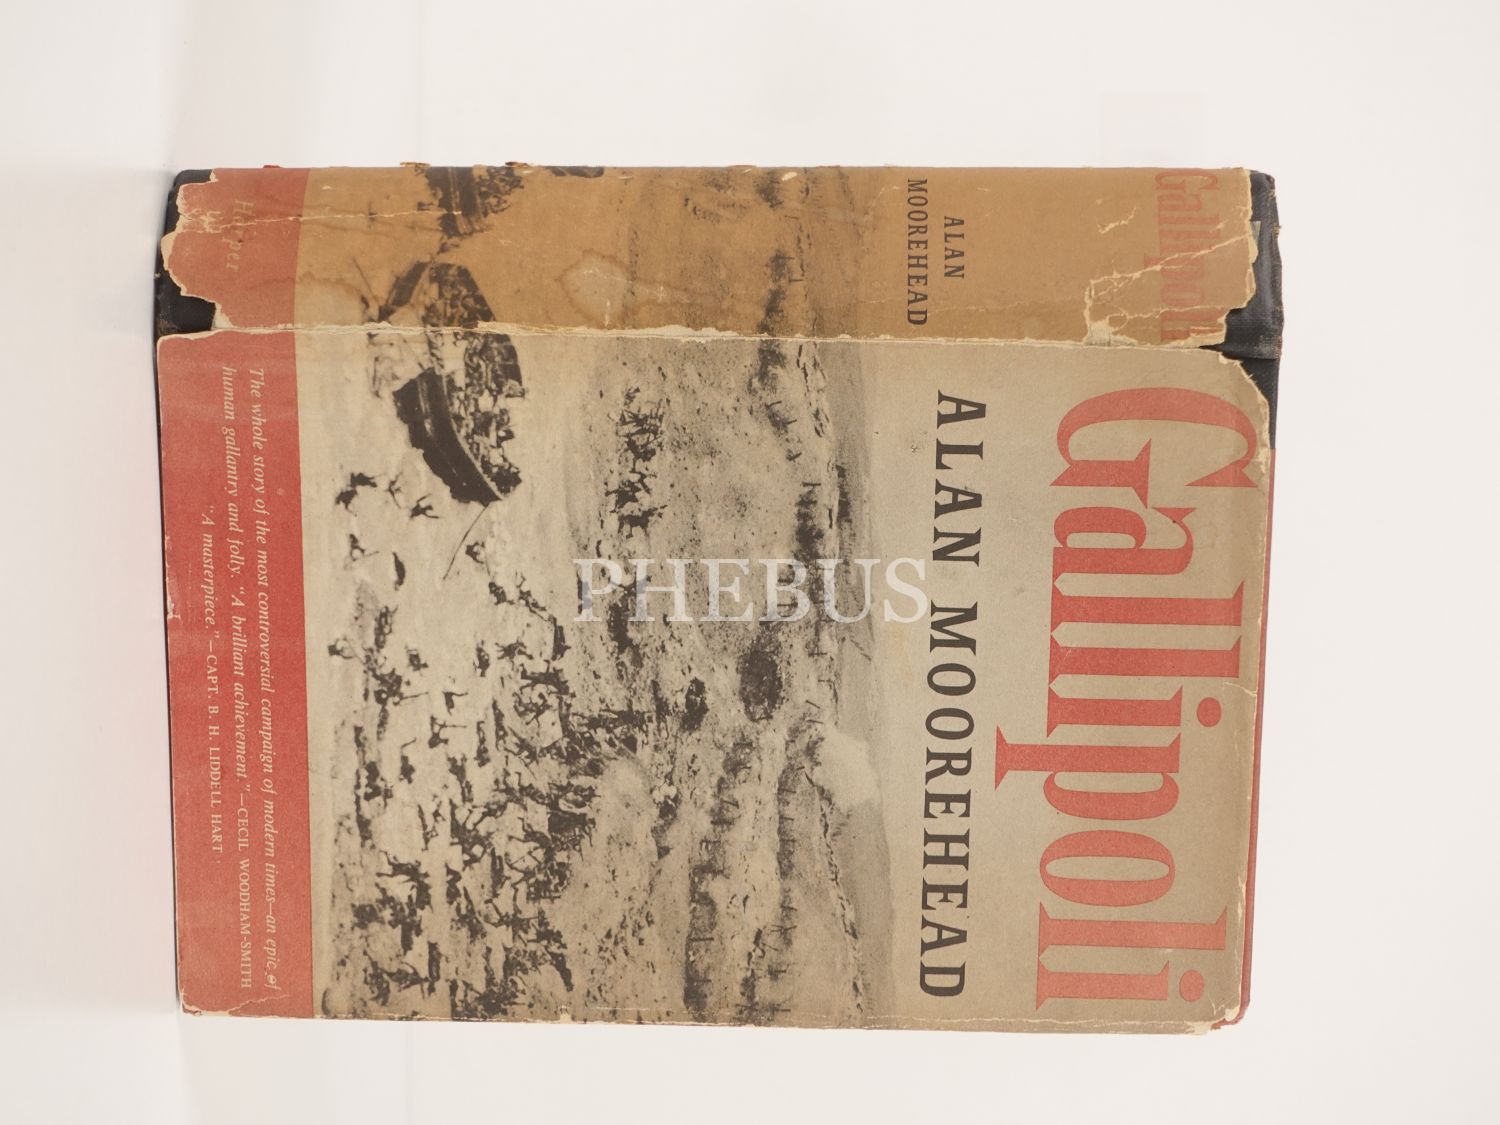 Gallipoli
ALAN MOOREHEAD
The whole story of the most controversial campaign of modern times—an epic of
human gallantry and folly. "A brilliant achievement."—CECIL WOODHAM-SMITH
"A masterpiece."—CAPT. B. H. LIDDELL HART
Gallipoli
ALAN
MOOREHEAD
Harper
PHEBUS